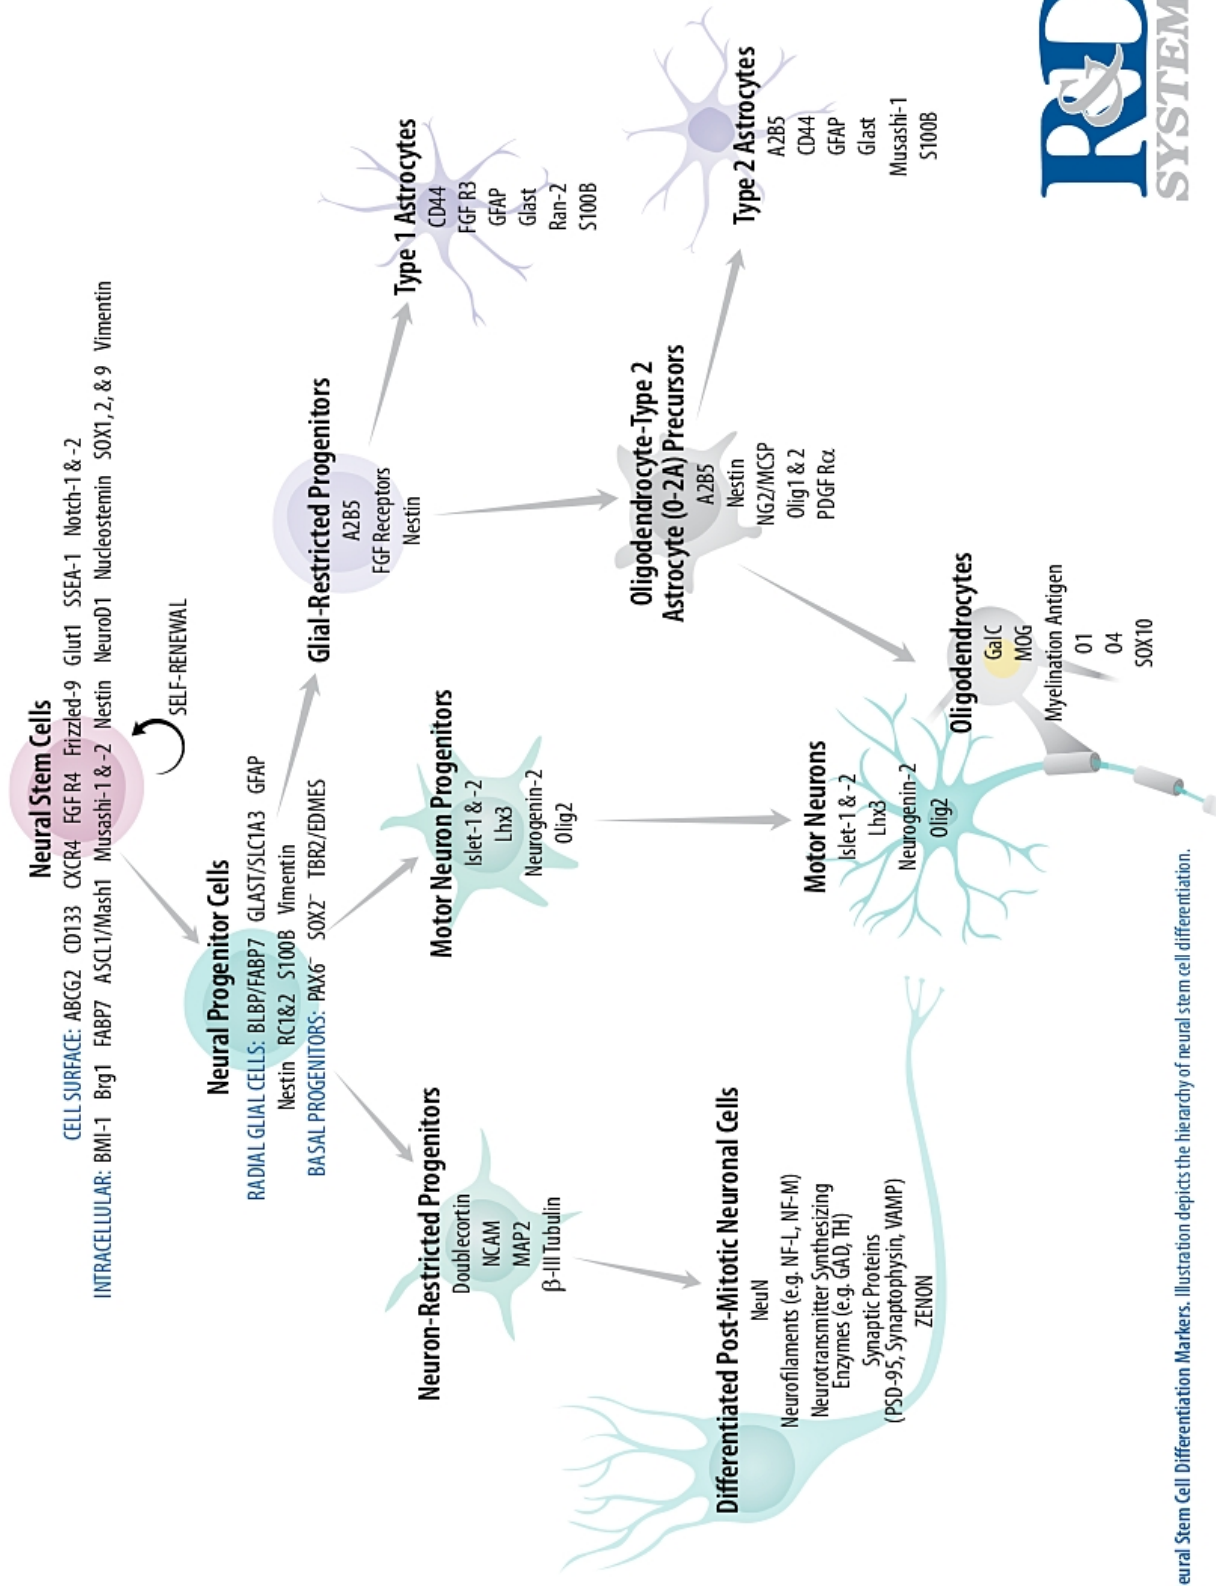 Neural Stem Cells
CELL SURFACE: ABCG2 CD133 CXCR4 FGF R4 Frizzled-9 Glut1 SSEA-1 Notch-1 & -2
INTRACELLULAR: BMI-1 Brg1 FABP7 ASCL1/Mash1 Musashi-1 & -2 Nestin NeuroD1 Nucleostemin SOX1, 2, & 9 Vimentin
SELF-RENEWAL
Neural Progenitor Cells
RADIAL GLIAL CELLS: BLBP/FABP7 GLAST/SLC1A3 GFAP
Nestin RC1&2 S100B Vimentin
BASAL PROGENITORS: PAX6⁻ SOX2⁻ TBR2/EDMES
Glial-Restricted Progenitors
A2B5
FGF Receptors
Nestin
Type 1 Astrocytes
CD44
FGF R3
GFAP
Glast
Ran-2
S100B
Neuron-Restricted Progenitors
Doublecortin
NCAM
MAP2
β-III Tubulin
Motor Neuron Progenitors
Islet-1 & -2
Lhx3
Neurogenin-2
Olig2
Oligodendrocyte-Type 2
Astrocyte (0-2A) Precursors
A2B5
Nestin
NG2/MCSP
Olig1 & 2
PDGF Rα
Type 2 Astrocytes
A2B5
CD44
GFAP
Glast
Musashi-1
S100B
Differentiated Post-Mitotic Neuronal Cells
NeuN
Neurofilaments (e.g. NF-L, NF-M)
Neurotransmitter Synthesizing
Enzymes (e.g. GAD, TH)
Synaptic Proteins
(PSD-95, Synaptophysin, VAMP)
ZENON
Motor Neurons
Islet-1 & -2
Lhx3
Neurogenin-2
Olig2
Oligodendrocytes
GalC
MOG
Myelination Antigen
O1
O4
SOX10
R&D
SYSTEM
eural Stem Cell Differentiation Markers. Illustration depicts the hierarchy of neural stem cell differentiation.